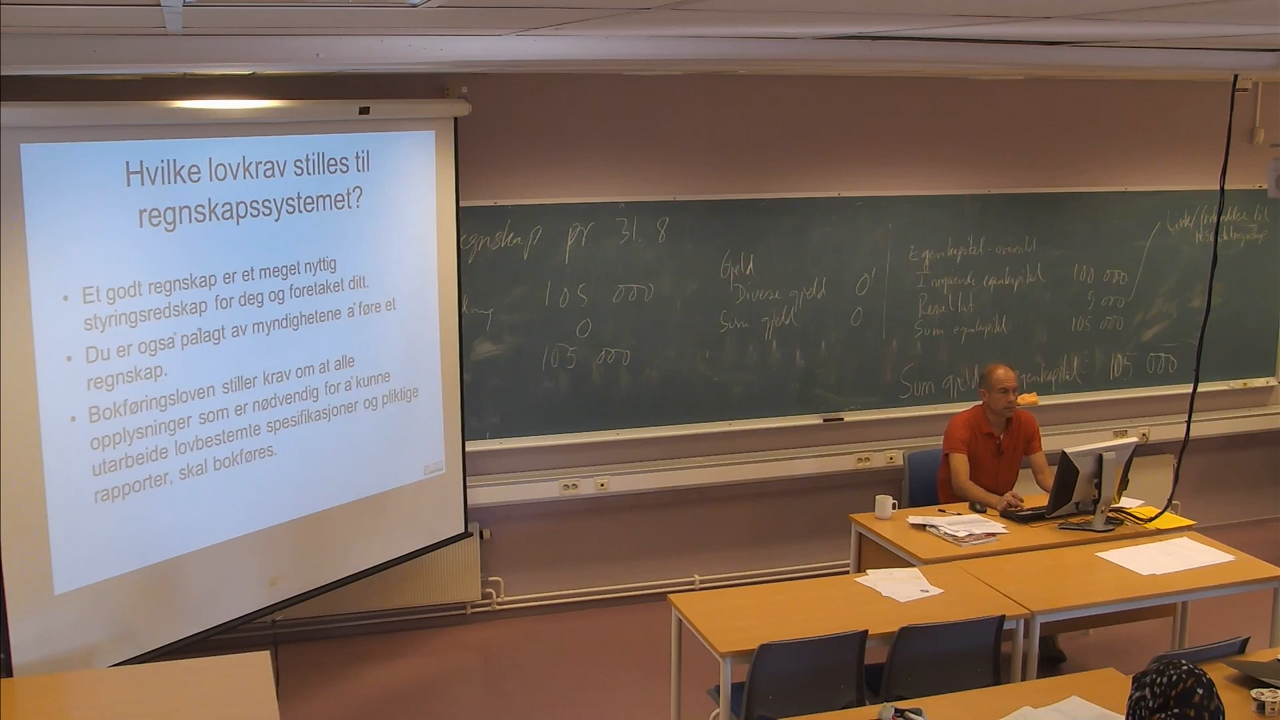 Hvilke lovkrav stilles til
regnskapssystemet?
• Et godt regnskap er et meget nyttig
styringsredskap for deg og foretaket ditt.
• Du er også pålagt av myndighetene å føre et
regnskap.
• Bokføringsloven stiller krav om at alle
opplysninger som er nødvendig for å kunne
utarbeide lovbestemte spesifikasjoner og pliktige
rapporter, skal bokføres.
egnskap pr 31.8
105 000
0
105 000
Gjeld
Diverse gjeld 0
Sum gjeld 0
Egenkapital-oversikt
Inngående egenkapital 100 000
Resultat 5 000
Sum egenkapital 105 000
Sum gjeld genkapital 105 000